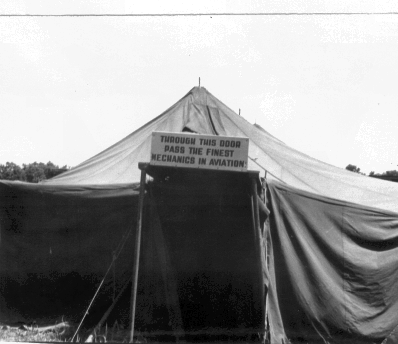 THROUGH THIS DOOR
PASS THE FINEST
MECHANICS IN AVIATION